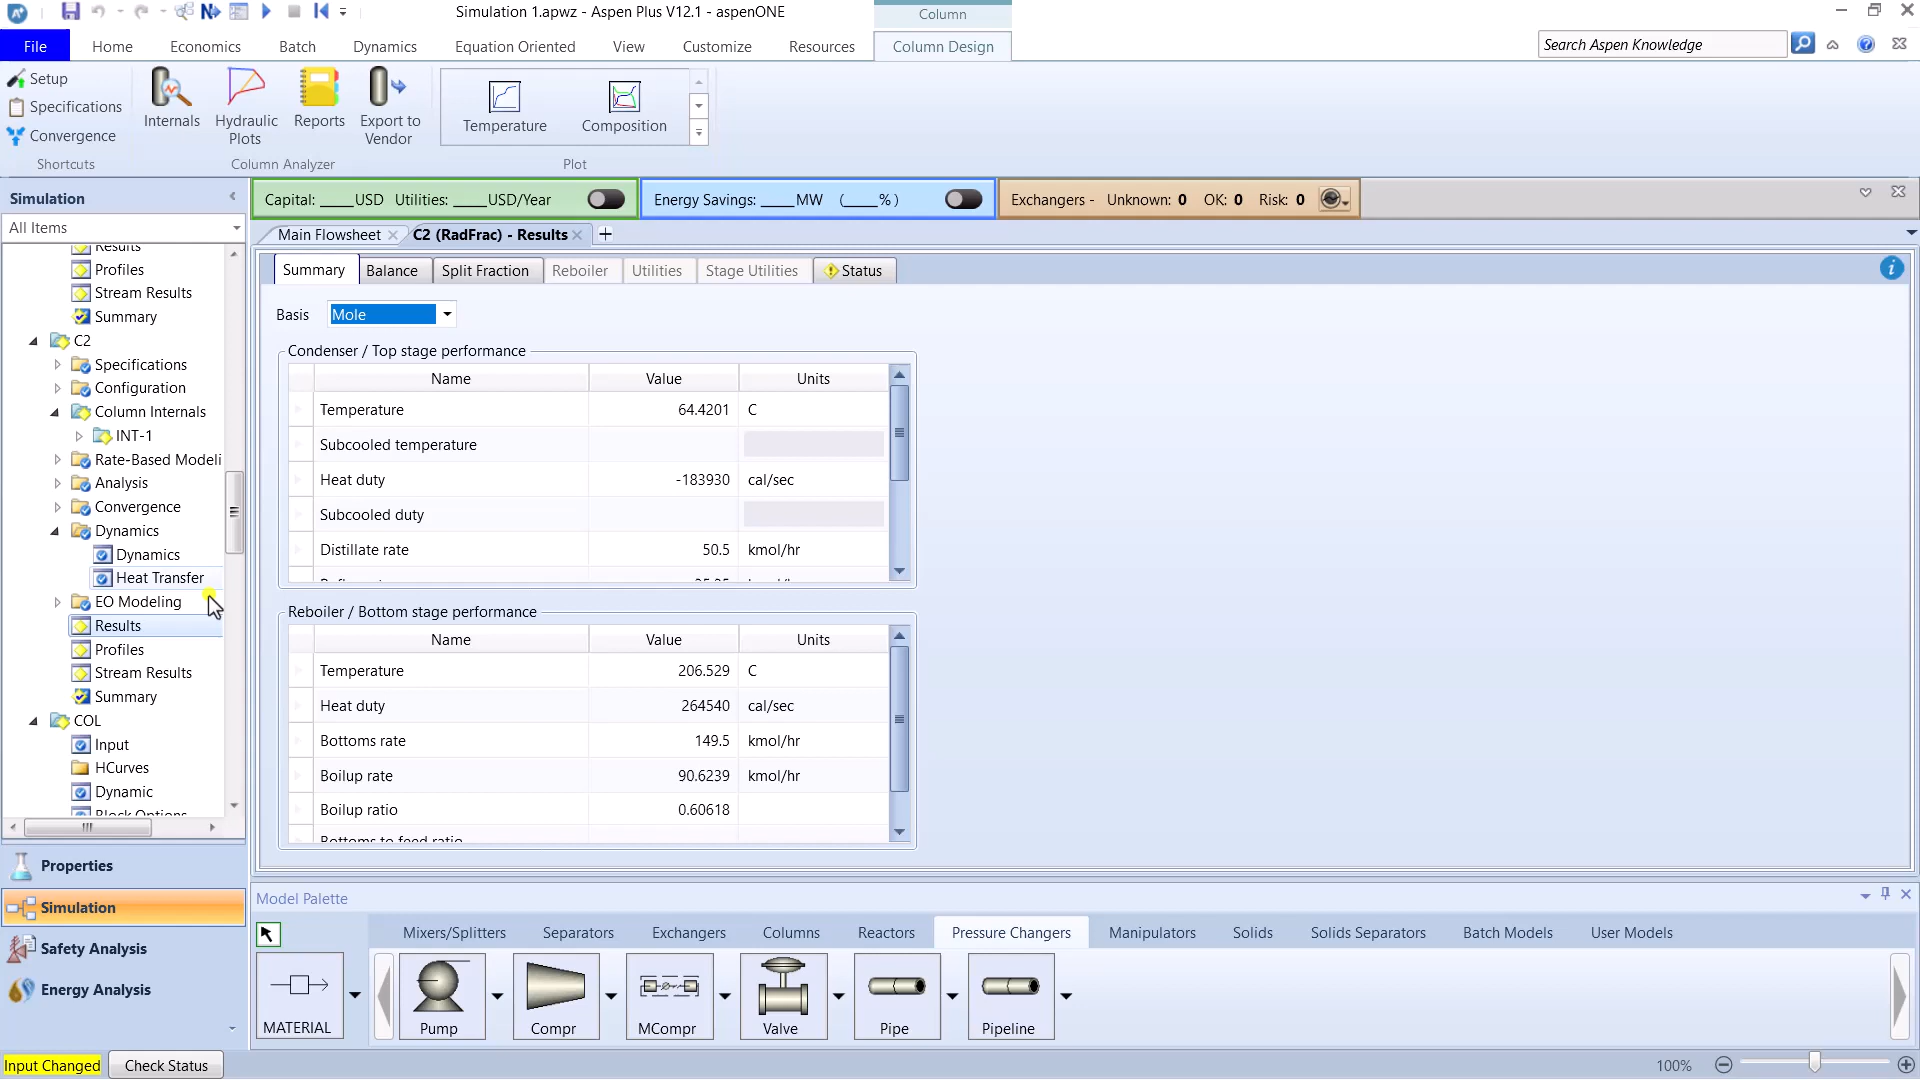 Simulation 1.apwz - Aspen Plus V12.1 - aspenONE
Column
File
Home
Economics
Batch
Dynamics
Equation Oriented
View
Customize
Resources
Column Design
Search Aspen Knowledge
Setup
Specifications
Convergence
Shortcuts
Internals
Hydraulic
Plots
Reports
Export to
Vendor
Column Analyzer
Temperature
Composition
Plot
Simulation
All Items
Capital: ____USD Utilities: ____USD/Year
Energy Savings: ____MW (____%)
Exchangers - Unknown: 0 OK: 0 Risk: 0
Main Flowsheet
C2 (RadFrac) - Results
Results
Profiles
Stream Results
Summary
C2
Specifications
Configuration
Column Internals
INT-1
Rate-Based Modeli
Analysis
Convergence
Dynamics
Dynamics
Heat Transfer
EO Modeling
Results
Profiles
Stream Results
Summary
COL
Input
HCurves
Dynamic
Block Options
Properties
Simulation
Safety Analysis
Energy Analysis
Summary
Balance
Split Fraction
Reboiler
Utilities
Stage Utilities
Status
Basis Mole
Condenser / Top stage performance
Name Value Units
Temperature 64.4201 C
Subcooled temperature
Heat duty -183930 cal/sec
Subcooled duty
Distillate rate 50.5 kmol/hr
Reboiler / Bottom stage performance
Name Value Units
Temperature 206.529 C
Heat duty 264540 cal/sec
Bottoms rate 149.5 kmol/hr
Boilup rate 90.6239 kmol/hr
Boilup ratio 0.60618
Bottoms to feed ratio
Model Palette
Mixers/Splitters
Separators
Exchangers
Columns
Reactors
Pressure Changers
Manipulators
Solids
Solids Separators
Batch Models
User Models
MATERIAL
Pump
Compr
MCompr
Valve
Pipe
Pipeline
Input Changed
Check Status
100%